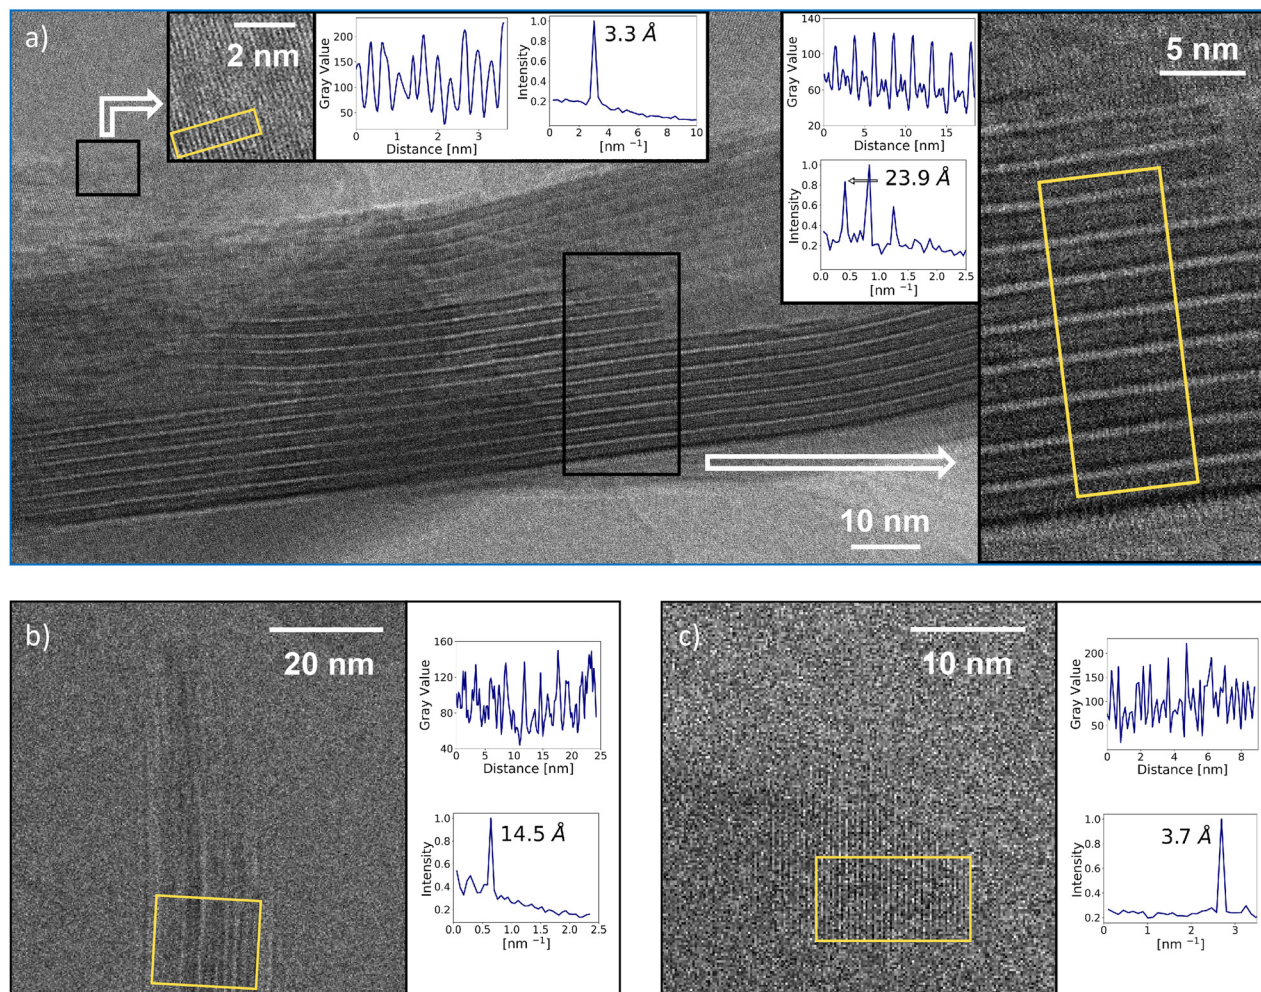 a)
2 nm
Gray Value
200
150
100
50
0
1
2
3
Distance [nm]
3.3 Å
Intensity
1.0
0.8
0.6
0.4
0.2
0
2
4
6
8
10
[nm ⁻¹]
Gray Value
140
100
60
20
0
5
10
15
Distance [nm]
23.9 Å
Intensity
1.0
0.8
0.6
0.4
0.2
0.0
0.5
1.0
1.5
2.0
2.5
[nm ⁻¹]
5 nm
10 nm
b)
20 nm
Gray Value
160
120
80
40
0
5
10
15
20
25
Distance [nm]
14.5 Å
Intensity
1.0
0.8
0.6
0.4
0.2
0.0
0.5
1.0
1.5
2.0
2.5
[nm ⁻¹]
c)
10 nm
Gray Value
200
150
100
50
0
0
2
4
6
8
Distance [nm]
3.7 Å
Intensity
1.0
0.8
0.6
0.4
0.2
0
1
2
3
[nm ⁻¹]